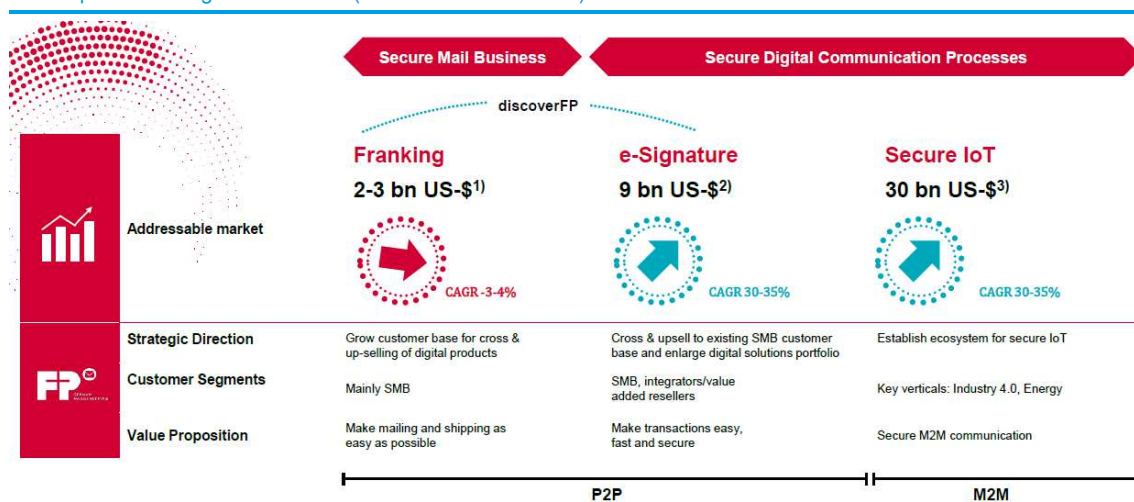 Secure Mail Business
Secure Digital Communication Processes
discoverFP
Franking
e-Signature
Secure IoT
2-3 bn US-$1)
9 bn US-$2)
30 bn US-$3)
Addressable market
CAGR -3-4%
CAGR 30-35%
CAGR 30-35%
Strategic Direction
Grow customer base for cross &
up-selling of digital products
Cross & upsell to existing SMB customer
base and enlarge digital solutions portfolio
Establish ecosystem for secure IoT
FP
Customer Segments
Mainly SMB
SMB, integrators/value
added resellers
Key verticals: Industry 4.0, Energy
Value Proposition
Make mailing and shipping as
easy as possible
Make transactions easy,
fast and secure
Secure M2M communication
P2P
M2M